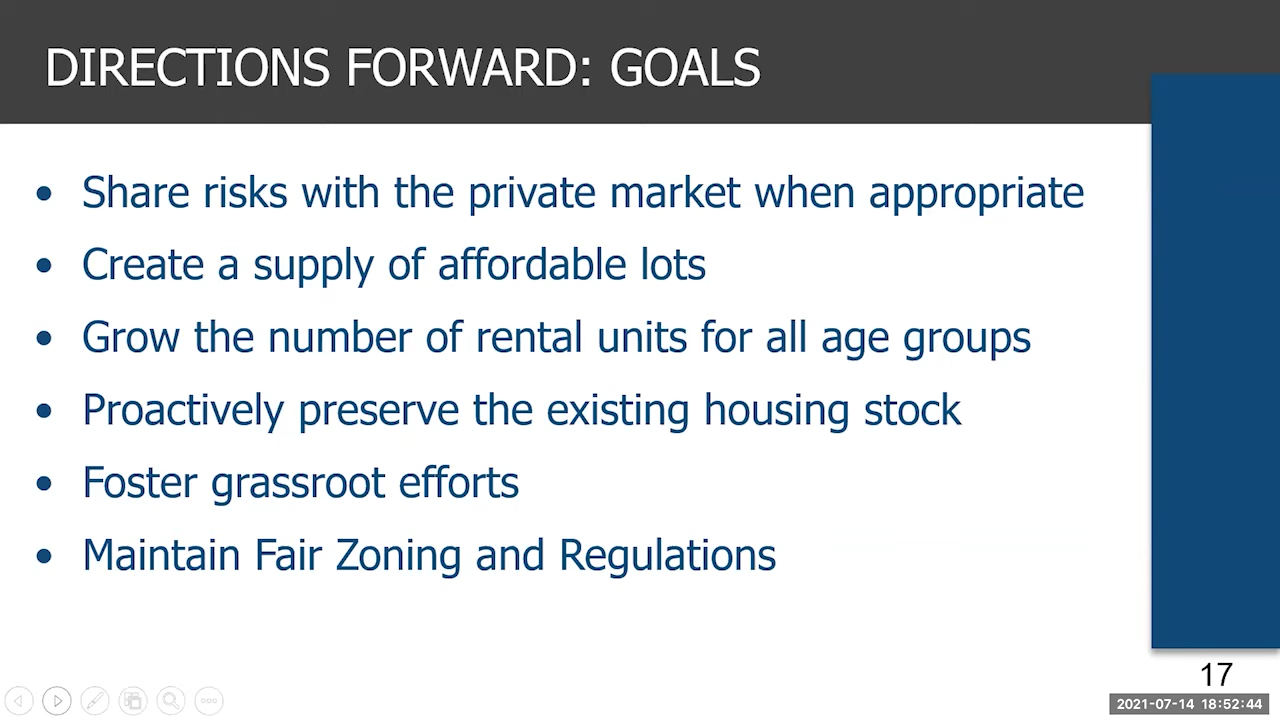 DIRECTIONS FORWARD: GOALS
• Share risks with the private market when appropriate
• Create a supply of affordable lots
• Grow the number of rental units for all age groups
• Proactively preserve the existing housing stock
• Foster grassroot efforts
• Maintain Fair Zoning and Regulations
17
2021-07-14 18:52:44